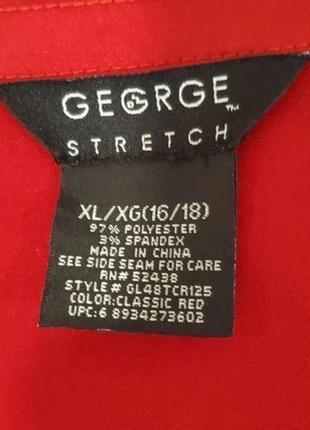 GEORGE™
STRETCH
XL/XG(16/18)
97% POLYESTER
3% SPANDEX
MADE IN CHINA
SEE SIDE SEAM FOR CARE
RN# 52438
STYLE# GL48TCR125
COLOR:CLASSIC RED
UPC:6 8934273602